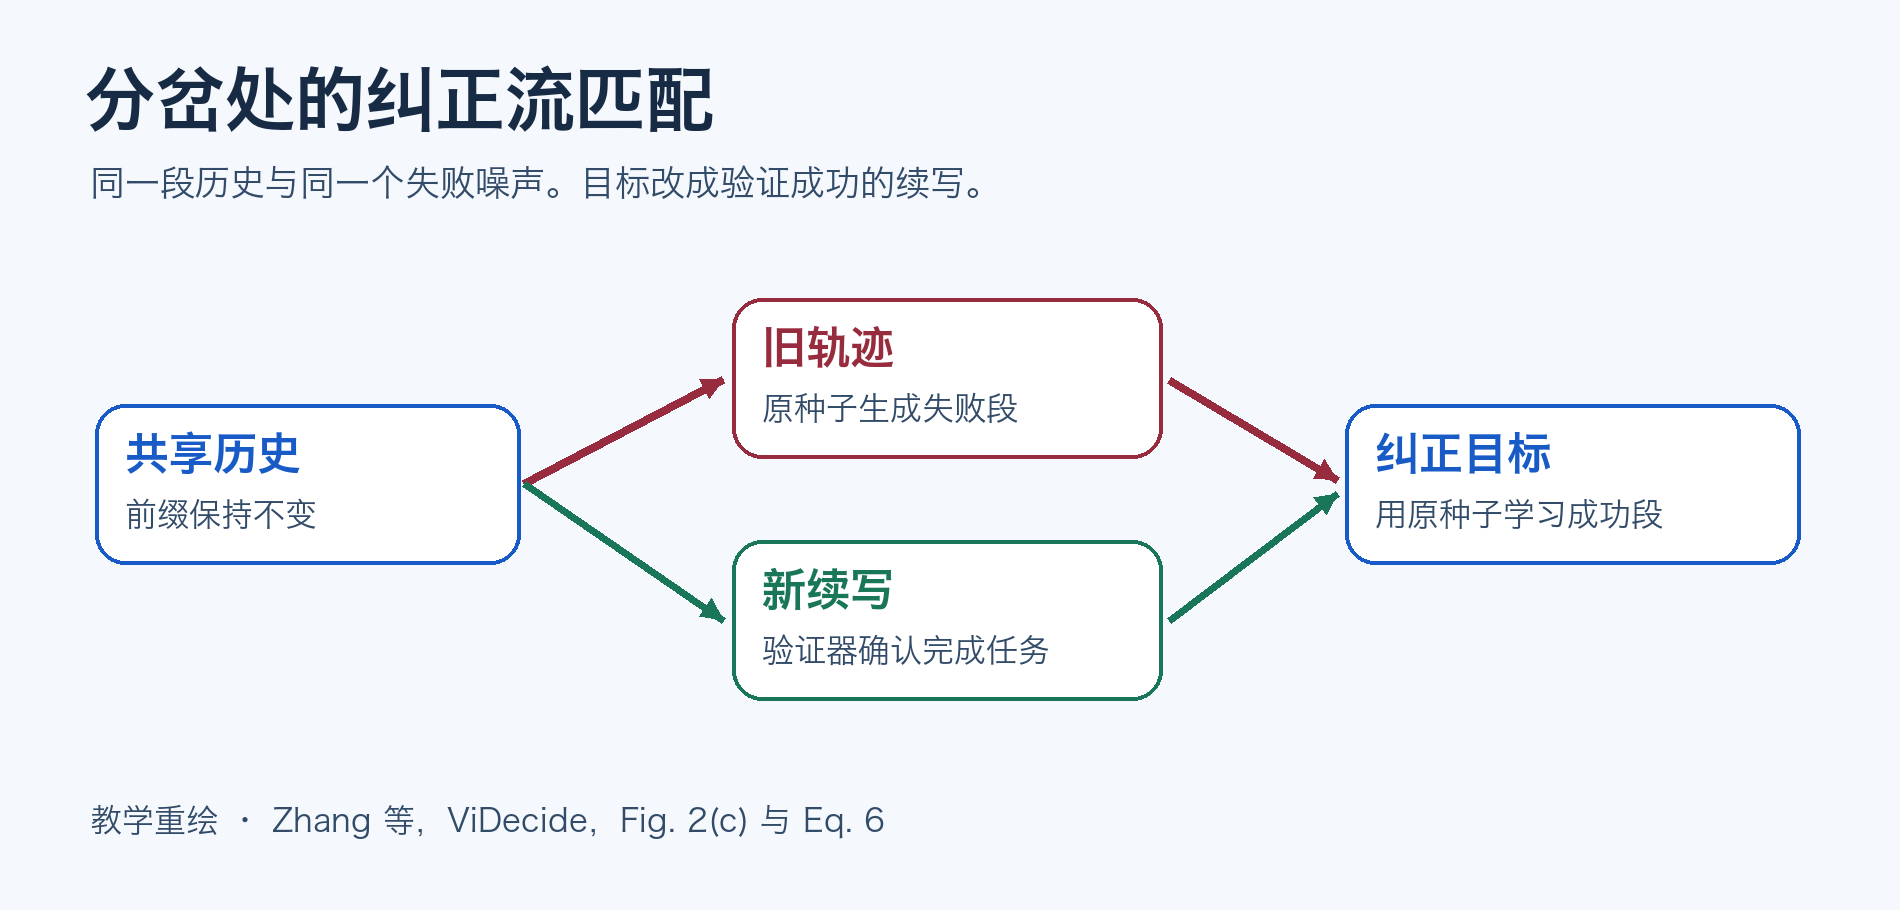 分岔处的纠正流匹配
同一段历史与同一个失败噪声。目标改成验证成功的续写。
旧轨迹
原种子生成失败段
共享历史
前缀保持不变
纠正目标
用原种子学习成功段
新续写
验证器确认完成任务
教学重绘 · Zhang 等, ViDecide, Fig. 2(c) 与 Eq. 6